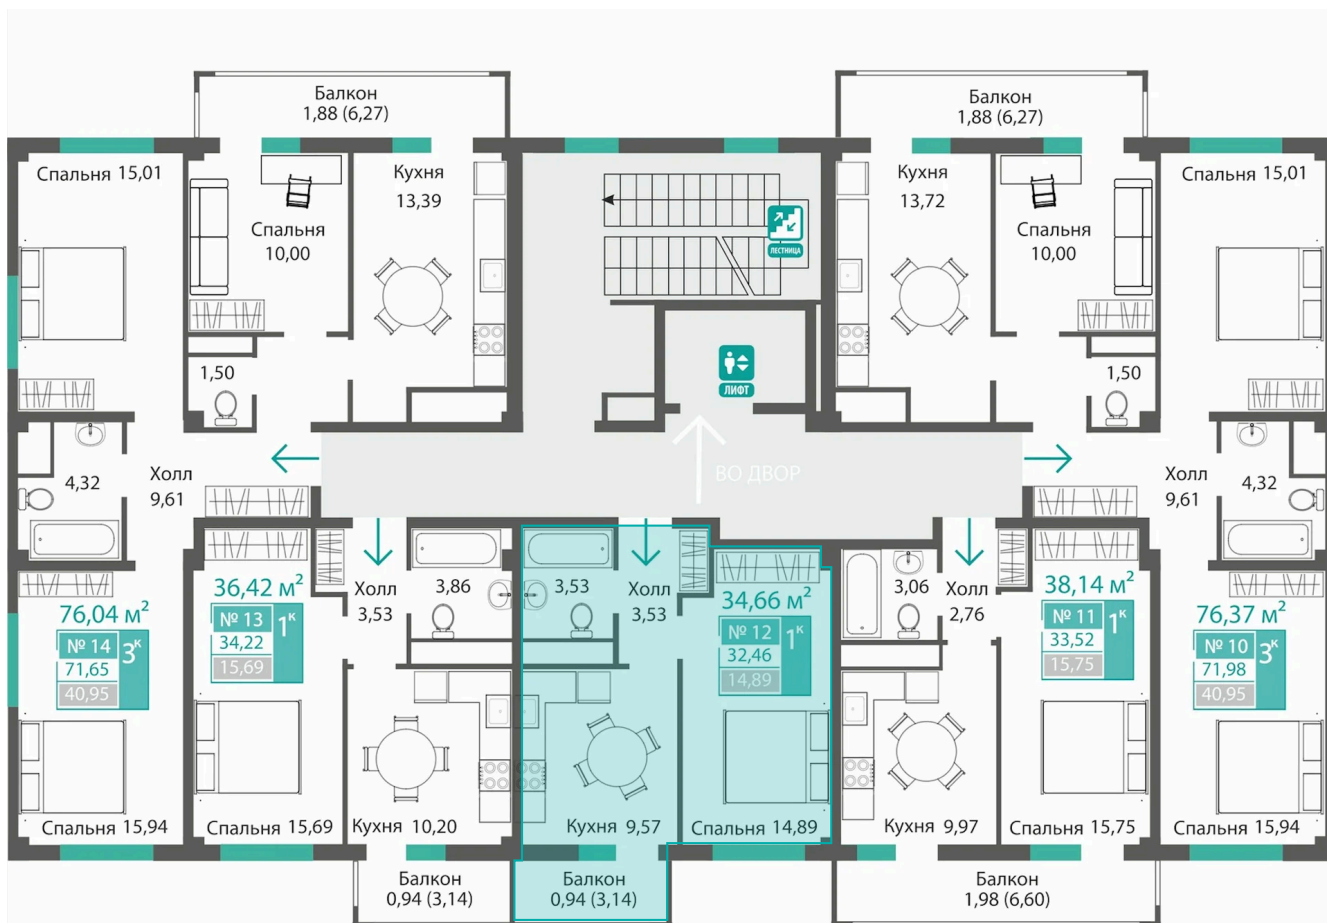 Балкон
1,88 (6,27)
Балкон
1,88 (6,27)
Спальня 15,01
Кухня
13,39
Спальня
10,00
ЛЕСТНИЦА
Кухня
13,72
Спальня
10,00
Спальня 15,01
1,50
ЛИФТ
1,50
4,32
Холл
9,61
ВО ДВОР
Холл
9,61
4,32
76,04 м²
№ 14
71,65
40,95
3к
36,42 м²
№ 13
34,22
15,69
1к
Холл
3,53
3,86
3,53
Холл
3,53
34,66 м²
№ 12
32,46
14,89
1к
3,06
Холл
2,76
38,14 м²
№ 11
33,52
15,75
1к
76,37 м²
№ 10
71,98
40,95
3к
Спальня 15,94
Спальня 15,69
Кухня 10,20
Кухня 9,57
Спальня 14,89
Кухня 9,97
Спальня 15,75
Спальня 15,94
Балкон
0,94 (3,14)
Балкон
0,94 (3,14)
Балкон
1,98 (6,60)